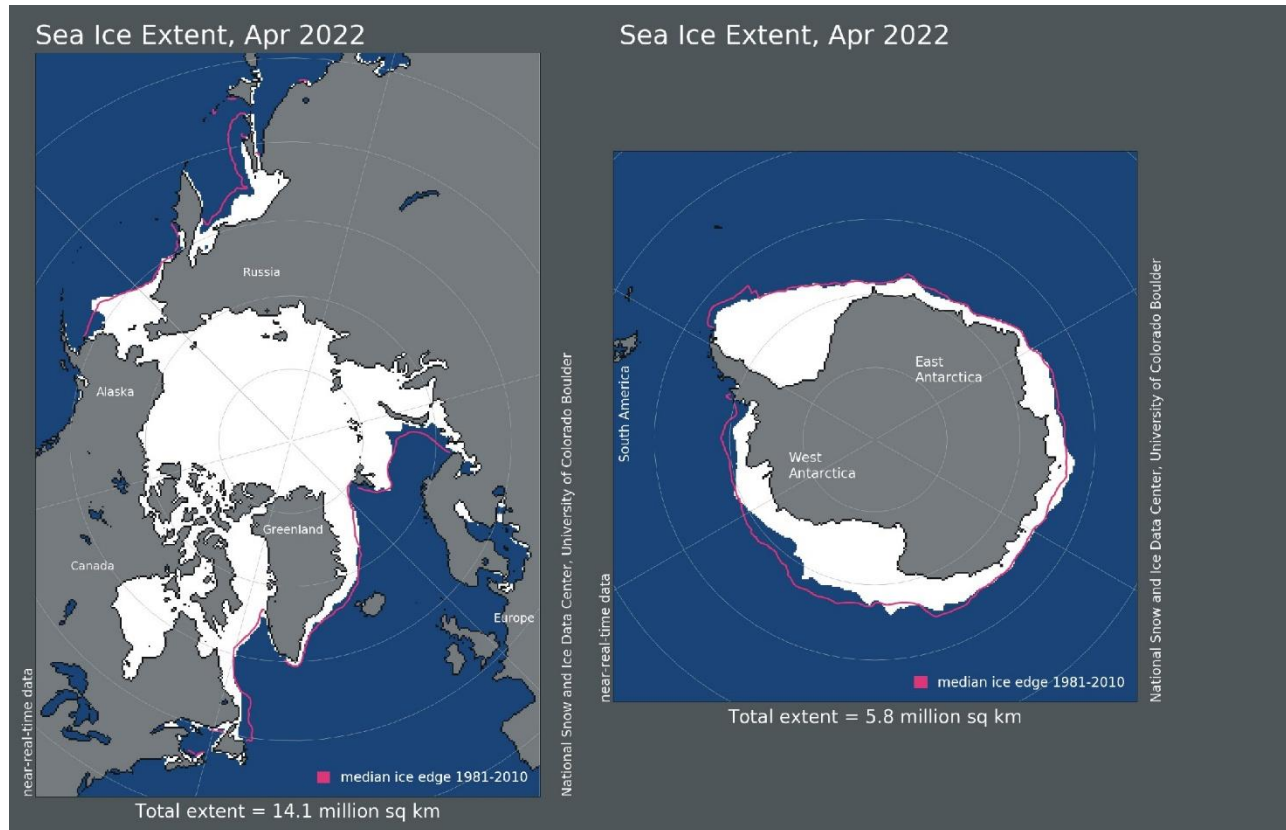 Sea Ice Extent, Apr 2022
Russia
Alaska
Greenland
Canada
Europe
median ice edge 1981-2010
near-real-time data
National Snow and Ice Data Center, University of Colorado Boulder
Total extent = 14.1 million sq km
Sea Ice Extent, Apr 2022
East
Antarctica
South America
West
Antarctica
median ice edge 1981-2010
near-real-time data
National Snow and Ice Data Center, University of Colorado Boulder
Total extent = 5.8 million sq km